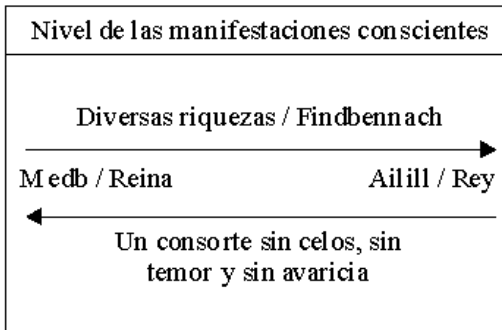 Nivel de las manifestaciones conscientes
Diversas riquezas / Findbennach
Medb / Reina Ailill / Rey
Un consorte sin celos, sin
temor y sin avaricia